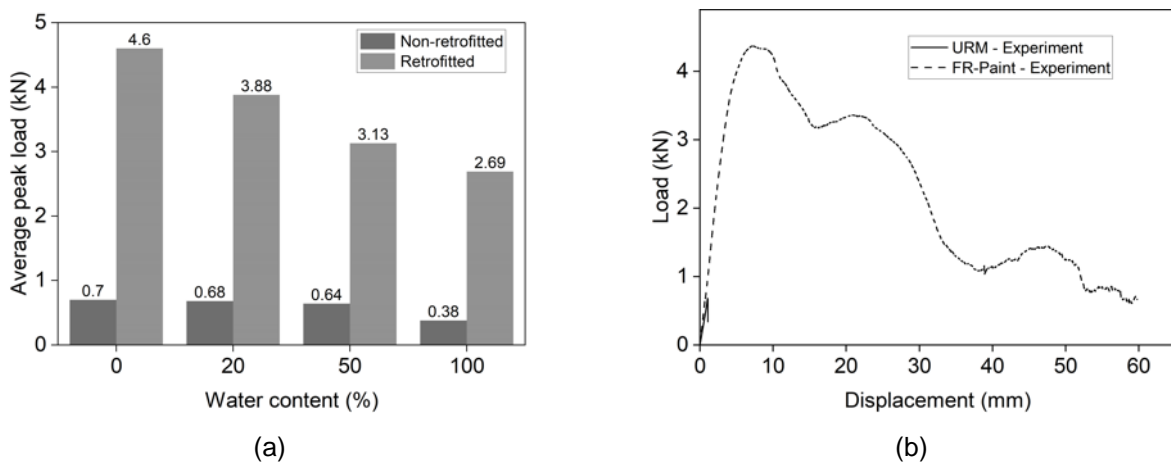 5
4
3
2
1
0
Average peak load (kN)
Non-retrofitted
Retrofitted
4.6
3.88
3.13
2.69
0.7
0.68
0.64
0.38
0 20 50 100
Water content (%)
(a)
4
3
2
1
0
Load (kN)
URM - Experiment
FR-Paint - Experiment
0 10 20 30 40 50 60
Displacement (mm)
(b)